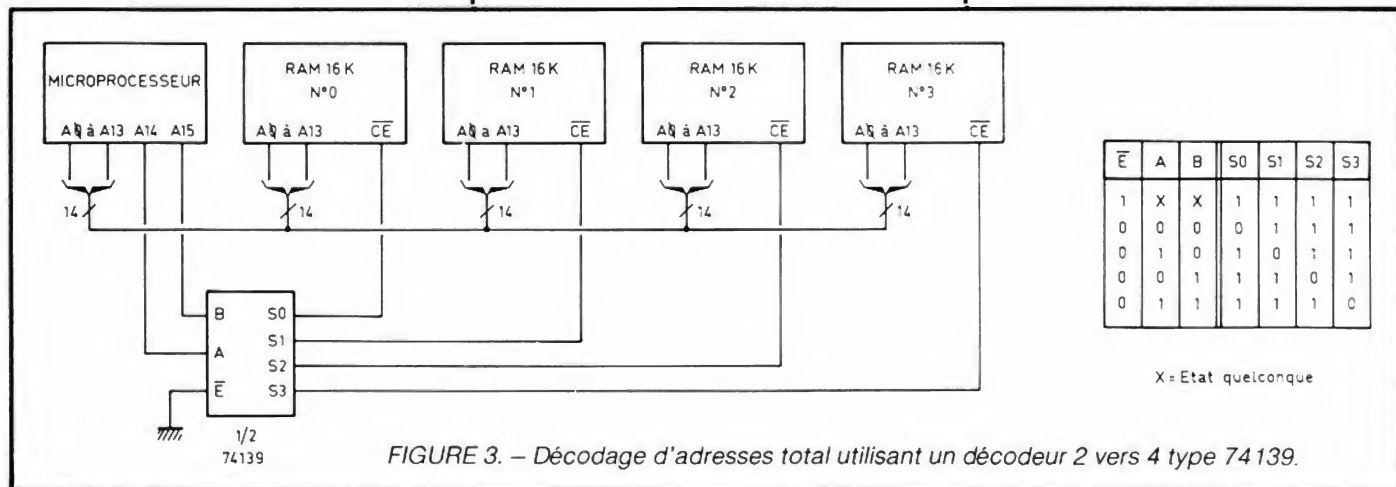 MICROPROCESSEUR
A0 à A13 A14 A15
RAM 16K
N°0
A0 à A13 CE
RAM 16K
N°1
A0 a A13 CE
RAM 16K
N°2
A0 à A13 CE
RAM 16K
N°3
A0 à A13 CE
14
14
14
14
14
B S0
S1
A
S2
E S3
1/2
74139
E A B S0 S1 S2 S3
1 X X 1 1 1 1
0 0 0 0 1 1 1
0 1 0 1 0 1 1
0 0 1 1 1 0 1
0 1 1 1 1 1 0
X = Etat quelconque
FIGURE 3. – Décodage d'adresses total utilisant un décodeur 2 vers 4 type 74139.